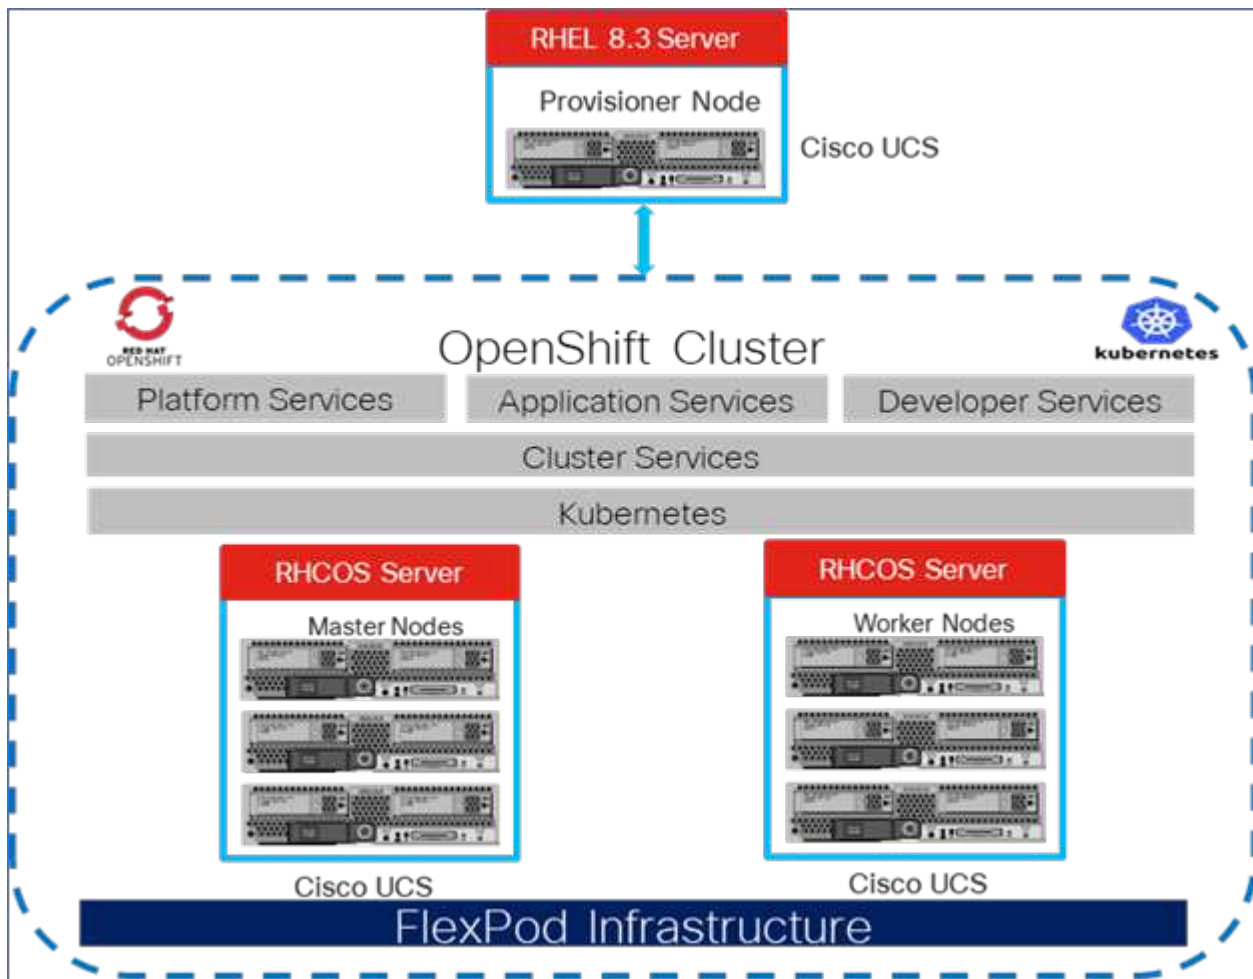 RHEL 8.3 Server
Provisioner Node
Cisco UCS
RED HAT
OPENSHIFT
OpenShift Cluster
kubernetes
Platform Services
Application Services
Developer Services
Cluster Services
Kubernetes
RHCOS Server
Master Nodes
Cisco UCS
RHCOS Server
Worker Nodes
Cisco UCS
FlexPod Infrastructure